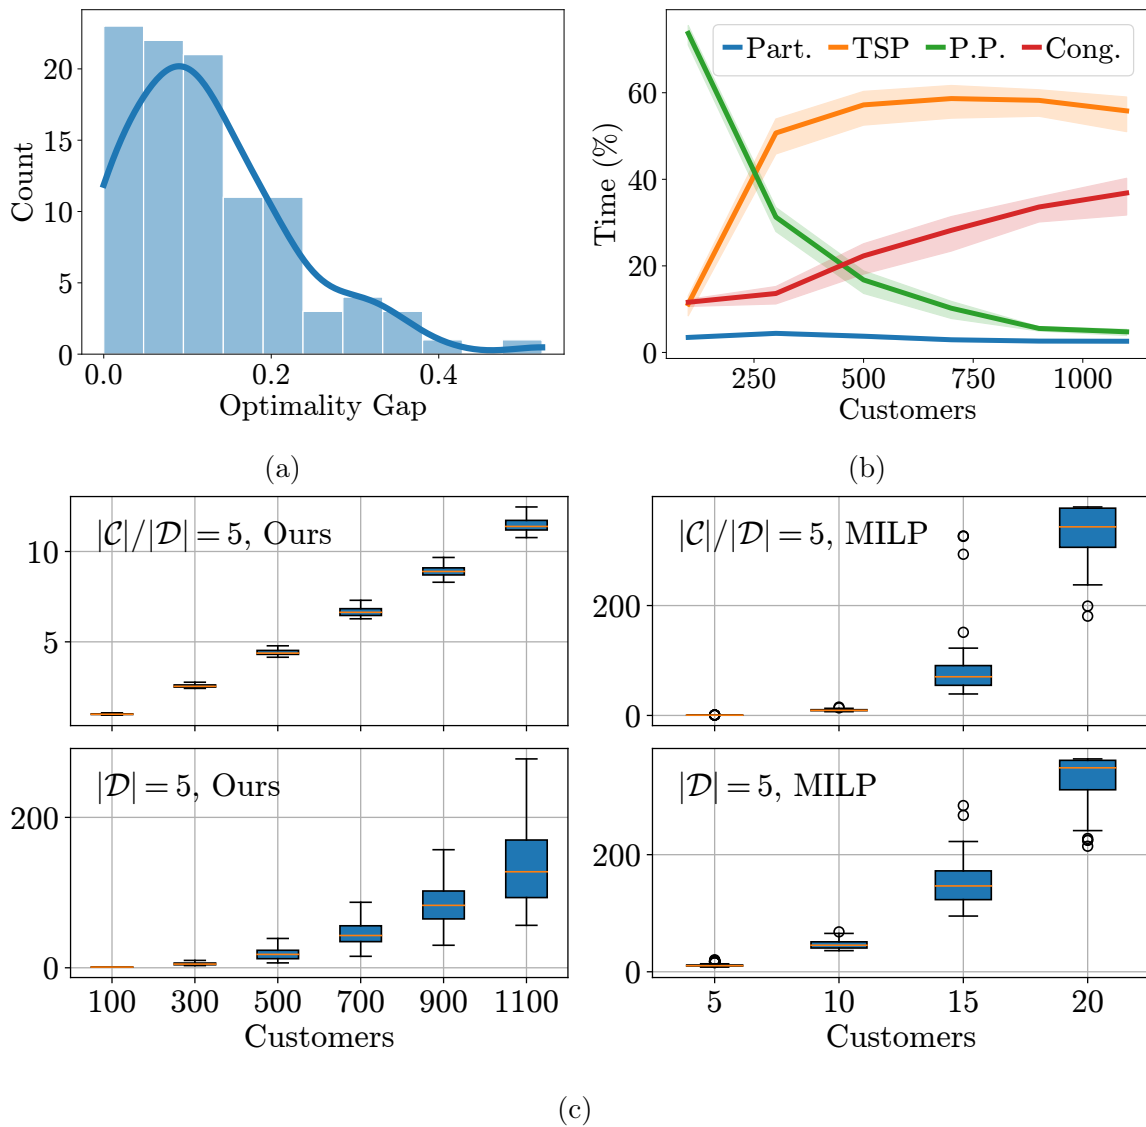 20
15
10
5
0
Count
0.0 0.2 0.4
Optimality Gap
(a)
Part. TSP P.P. Cong.
60
40
20
0
Time (%)
250 500 750 1000
Customers
(b)
|𝒞|/|𝒟| = 5, Ours
10
5
|𝒞|/|𝒟| = 5, MILP
200
0
|𝒟| = 5, Ours
200
0
100 300 500 700 900 1100
Customers
|𝒟| = 5, MILP
200
0
5 10 15 20
Customers
(c)